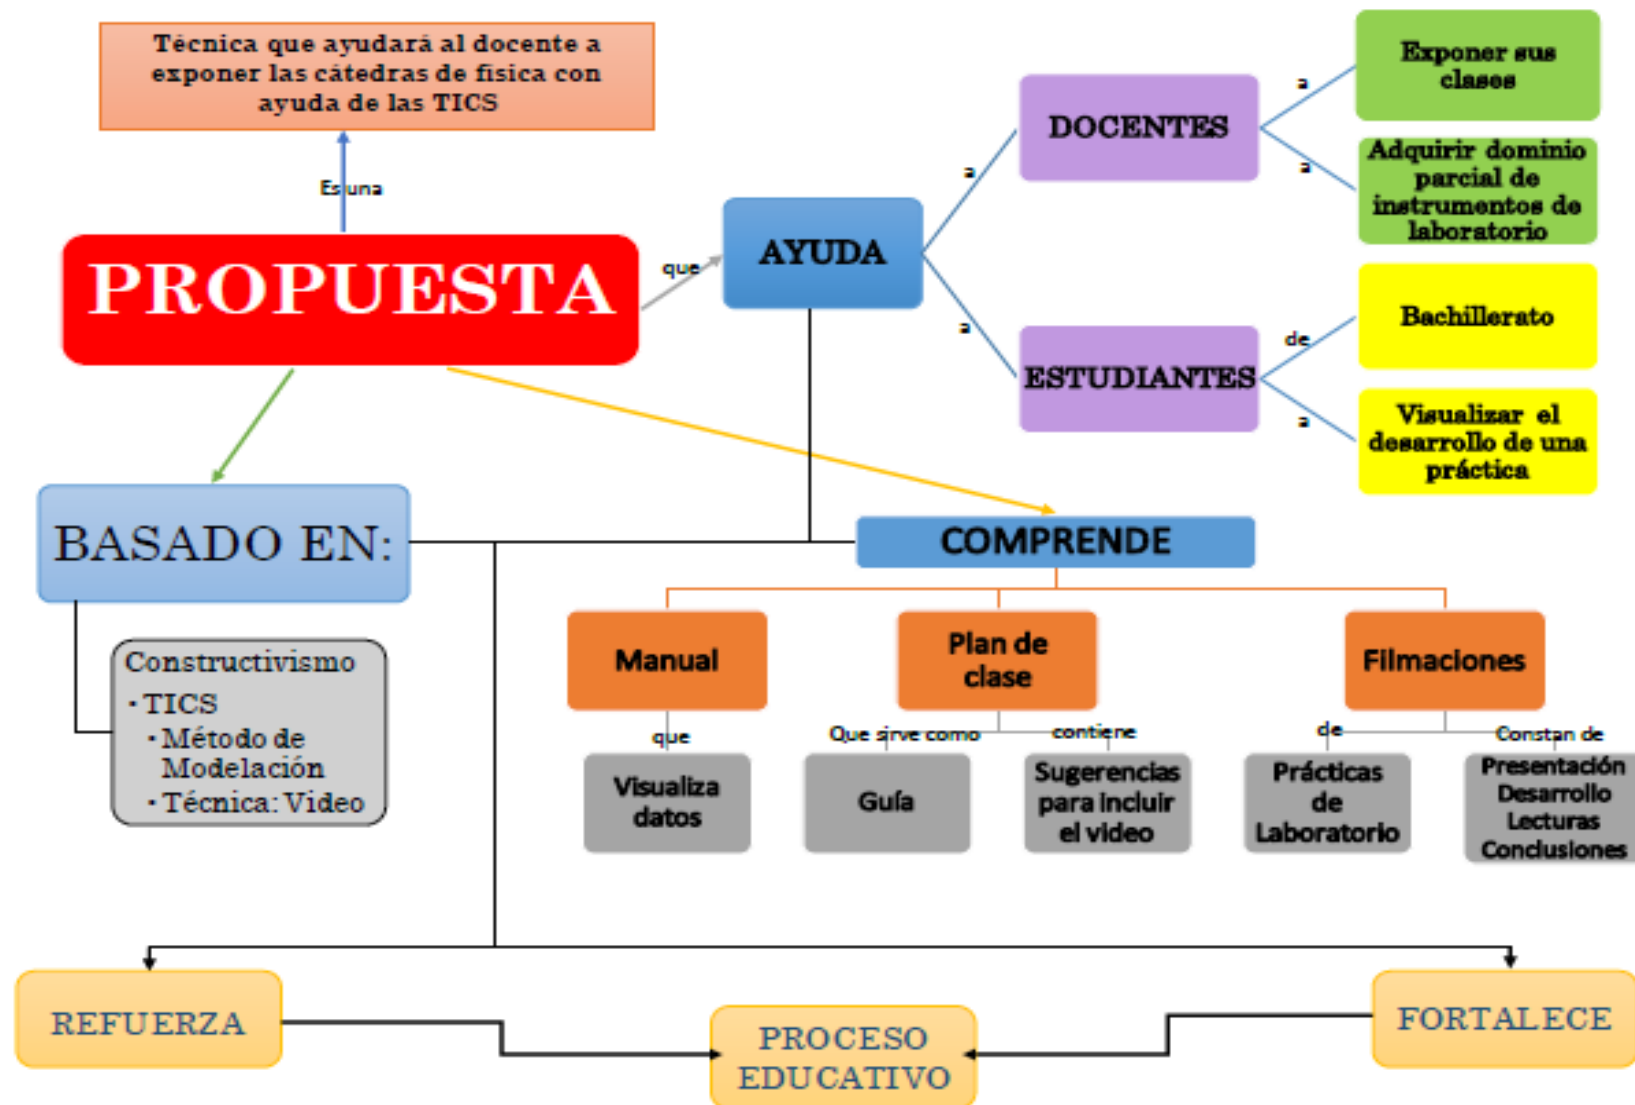 Técnica que ayudará al docente a
exponer las cátedras de física con
ayuda de las TICS
Es una
PROPUESTA
que
AYUDA
a
DOCENTES
a
Exponer sus
clases
a
Adquirir dominio
parcial de
instrumentos de
laboratorio
a
ESTUDIANTES
de
Bachillerato
a
Visualizar el
desarrollo de una
práctica
BASADO EN:
Constructivismo
• TICS
• Método de
Modelación
• Técnica: Video
COMPRENDE
Manual
que
Visualiza
datos
Plan de
clase
Que sirve como
Guía
contiene
Sugerencias
para incluir
el video
Filmaciones
de
Prácticas
de
Laboratorio
Constan de
Presentación
Desarrollo
Lecturas
Conclusiones
REFUERZA
PROCESO
EDUCATIVO
FORTALECE